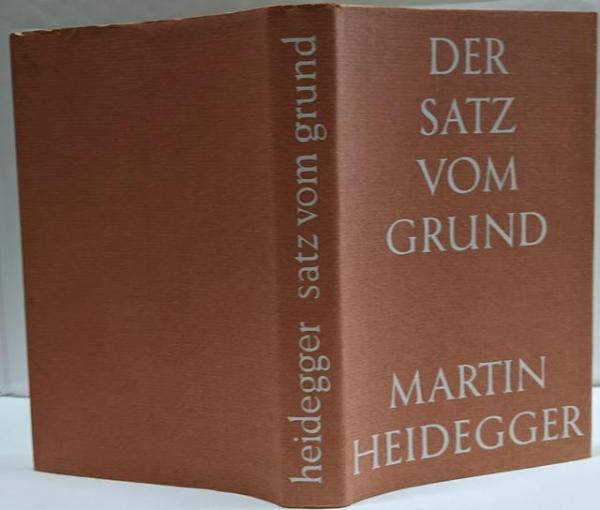 heidegger satz vom grund
DER
SATZ
VOM
GRUND
MARTIN
HEIDEGGER